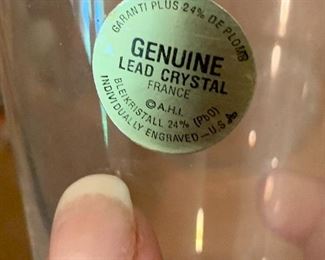 GARANTI PLUS 24% DE PLOMB
GENUINE
LEAD CRYSTAL
FRANCE
© A.H.I.
BLEIKRISTALL 24% (PbO)
INDIVIDUALLY ENGRAVED—U.S.A.